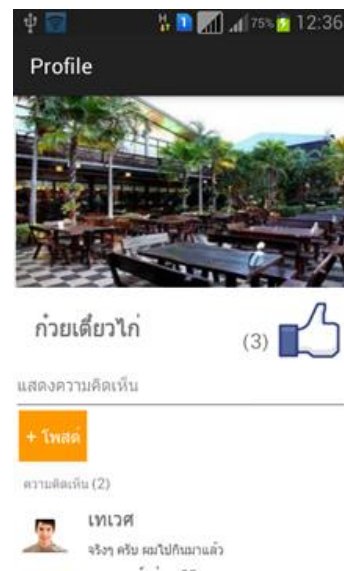 H 1 75% 12:36
Profile
ก๋วยเตี๋ยวไก่
(3)
แสดงความคิดเห็น
+ โพสต์
ความคิดเห็น (2)
เทเวศ
จริงๆ ครับ ผมไปกินมาแล้ว